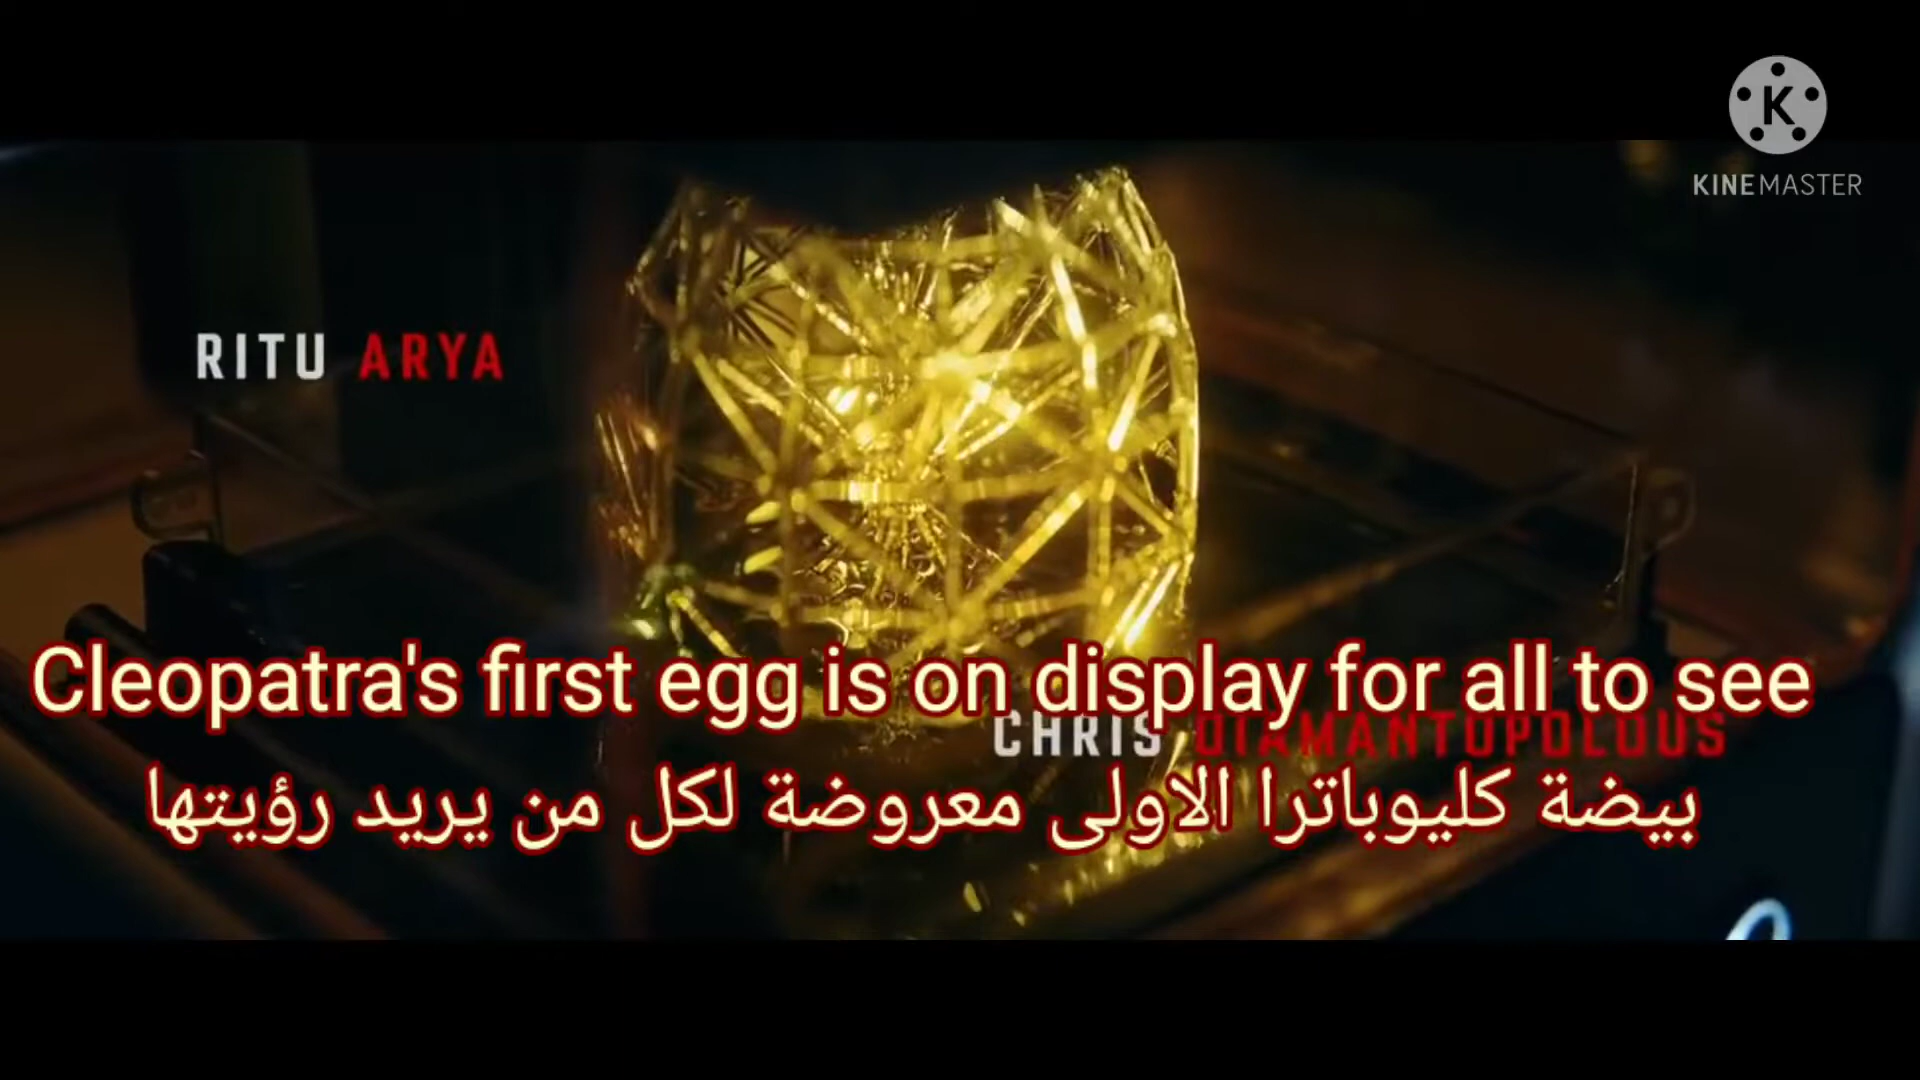 K
KINEMASTER
RITU ARYA
Cleopatra's first egg is on display for all to see
CHRIS DIAMANTOPOLOUS
بيضة كليوباترا الاولى معروضة لكل من يريد رؤيتها